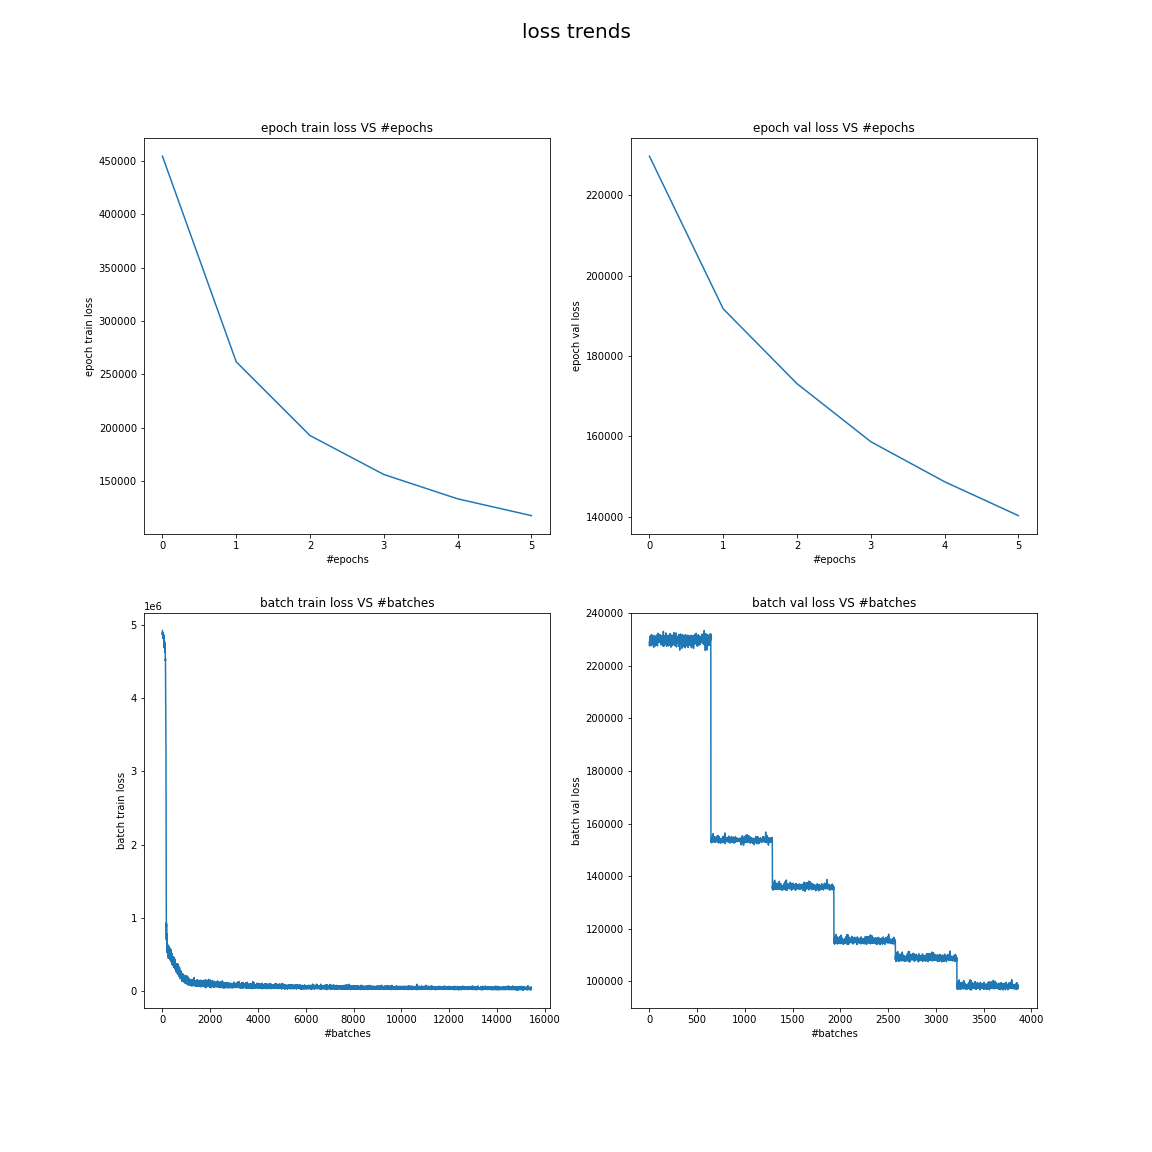 loss trends
epoch train loss VS #epochs
450000
400000
350000
300000
250000
200000
150000
epoch train loss
0 1 2 3 4 5
#epochs
epoch val loss VS #epochs
220000
200000
180000
160000
140000
epoch val loss
0 1 2 3 4 5
#epochs
batch train loss VS #batches
1e6
5
4
3
2
1
0
batch train loss
0 2000 4000 6000 8000 10000 12000 14000 16000
#batches
batch val loss VS #batches
240000
220000
200000
180000
160000
140000
120000
100000
batch val loss
0 500 1000 1500 2000 2500 3000 3500 4000
#batches